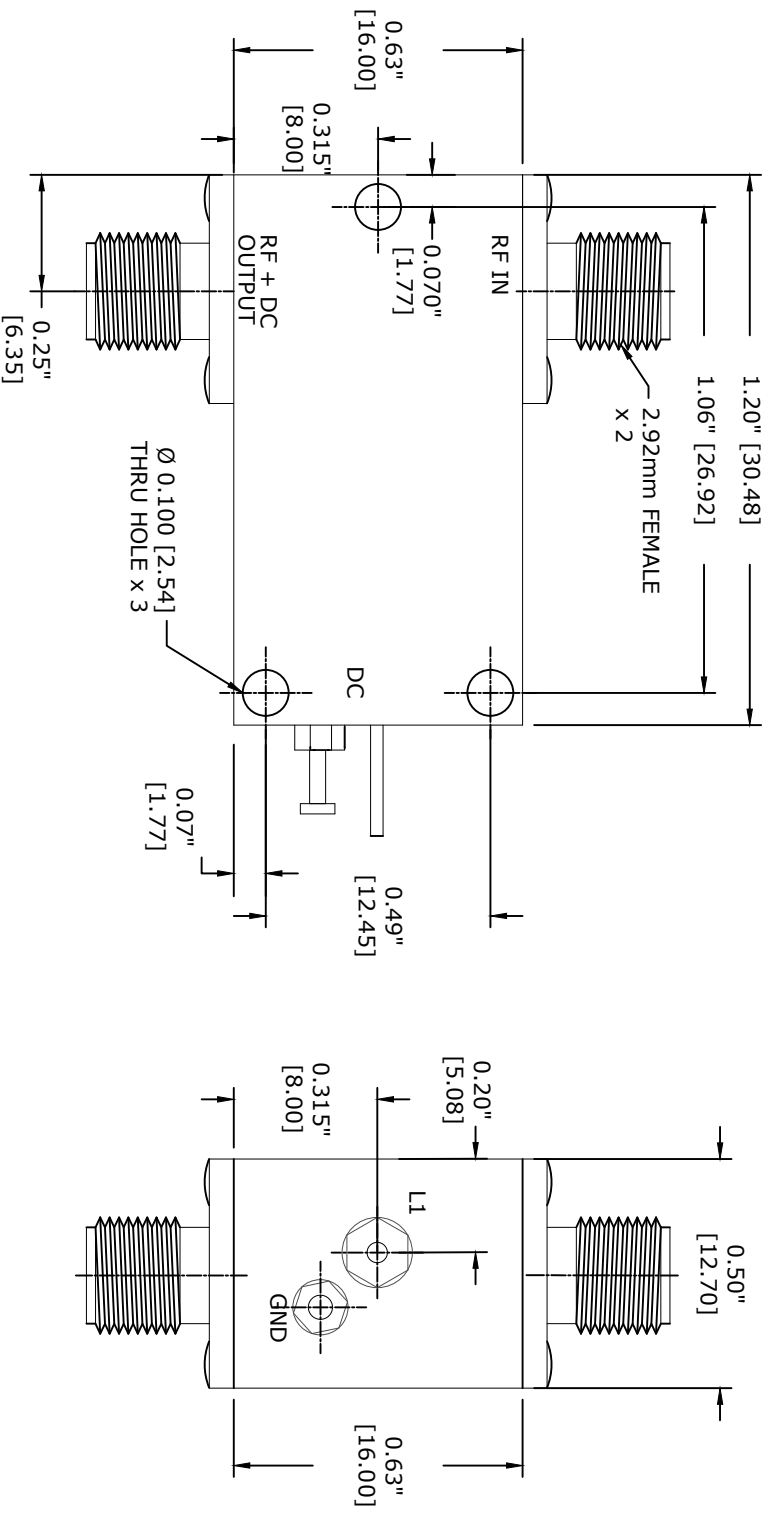 1.20" [30.48]
1.06" [26.92]
2.92mm FEMALE
x 2
0.63"
[16.00]
0.315"
[8.00]
0.070"
[1.77]
RF IN
RF + DC
OUTPUT
0.25"
[6.35]
Ø 0.100 [2.54]
THRU HOLE x 3
DC
0.07"
[1.77]
0.49"
[12.45]
0.50"
[12.70]
0.20"
[5.08]
0.315"
[8.00]
L1
GND
0.63"
[16.00]